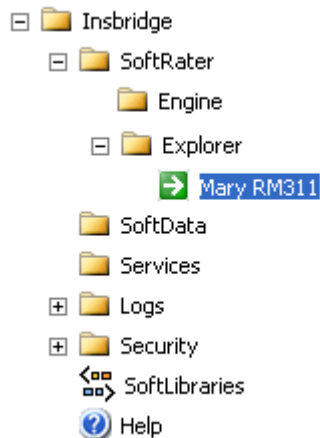 Insbridge
SoftRater
Engine
Explorer
Mary RM311
SoftData
Services
Logs
Security
SoftLibraries
Help